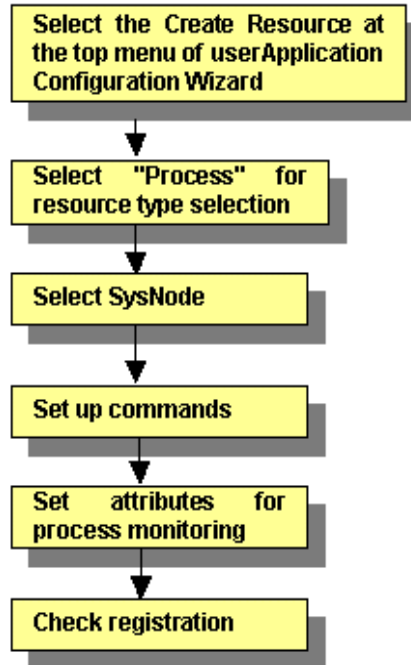 Select the Create Resource at
the top menu of userApplication
Configuration Wizard
Select "Process" for
resource type selection
Select SysNode
Set up commands
Set attributes for
process monitoring
Check registration